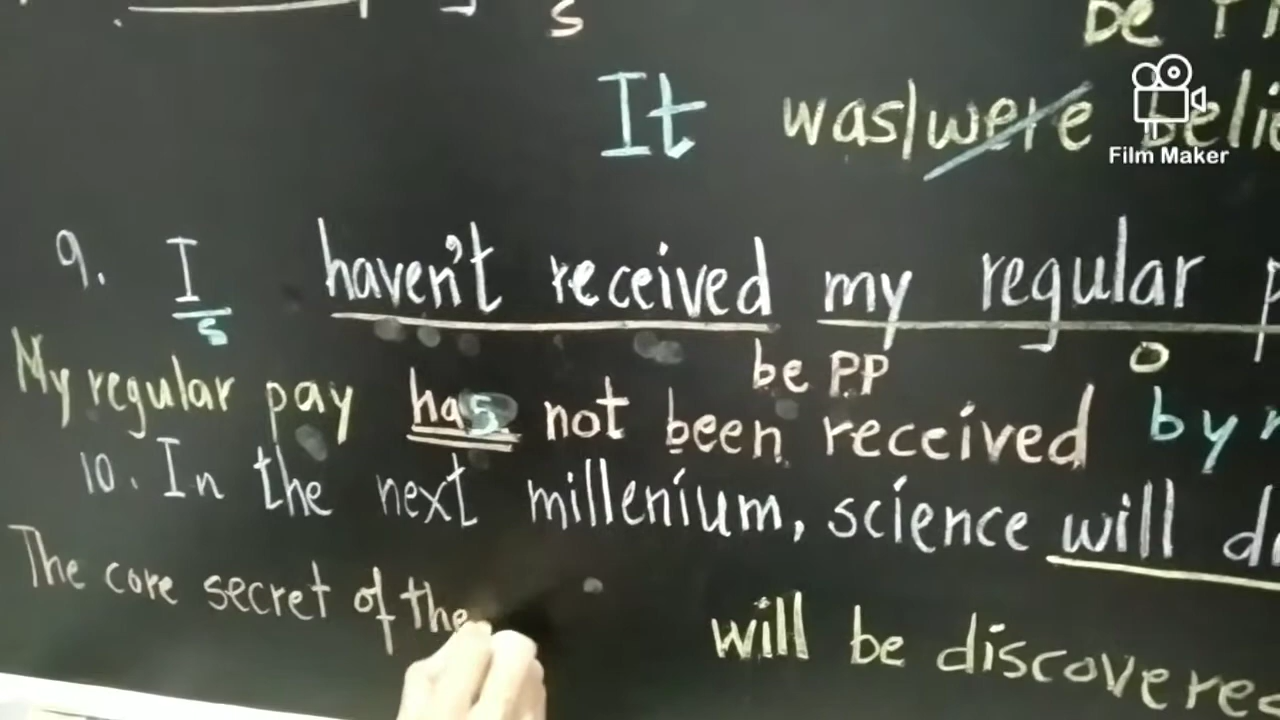 s
be
It was/were
Film Maker
9. I haven't received my regular
s
o
be PP
My regular pay has not been received by
10. In the next millenium, science will
The core secret of the will be discovered